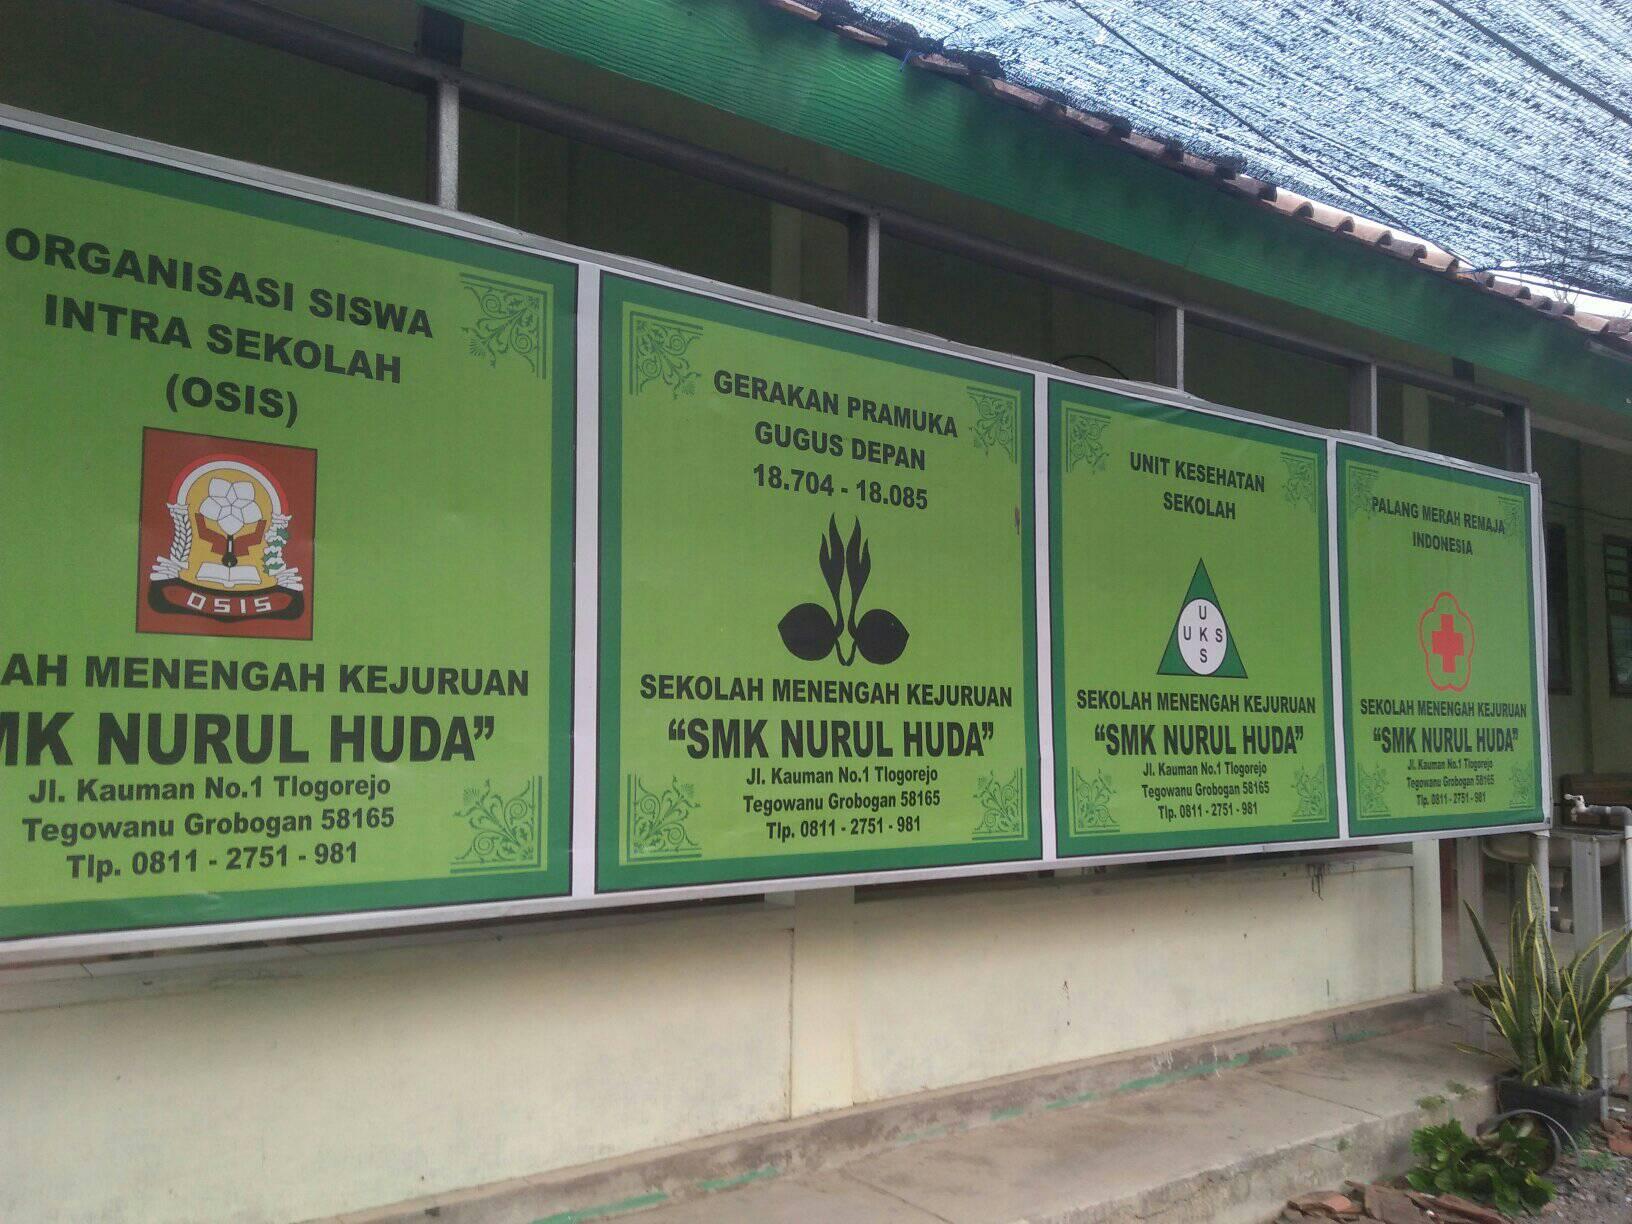 ORGANISASI SISWA
INTRA SEKOLAH
(OSIS)
OSIS
MENENGAH KEJURUAN
NURUL HUDA”
Jl. Kauman No.1 Tlogorejo
Tegowanu Grobogan 58165
Tlp. 0811 - 2751 - 981
GERAKAN PRAMUKA
GUGUS DEPAN
18.704 - 18.085
SEKOLAH MENENGAH KEJURUAN
“SMK NURUL HUDA”
Jl. Kauman No.1 Tlogorejo
Tegowanu Grobogan 58165
Tlp. 0811 - 2751 - 981
UNIT KESEHATAN
SEKOLAH
U
UKS
S
SEKOLAH MENENGAH KEJURUAN
“SMK NURUL HUDA”
Jl. Kauman No.1 Tlogorejo
Tegowanu Grobogan 58165
Tlp. 0811 - 2751 - 981
PALANG MERAH REMAJA
INDONESIA
SEKOLAH MENENGAH KEJURUAN
“SMK NURUL HUDA”
Jl. Kauman No.1 Tlogorejo
Tegowanu Grobogan 58165
Tlp. 0811 - 2751 - 981